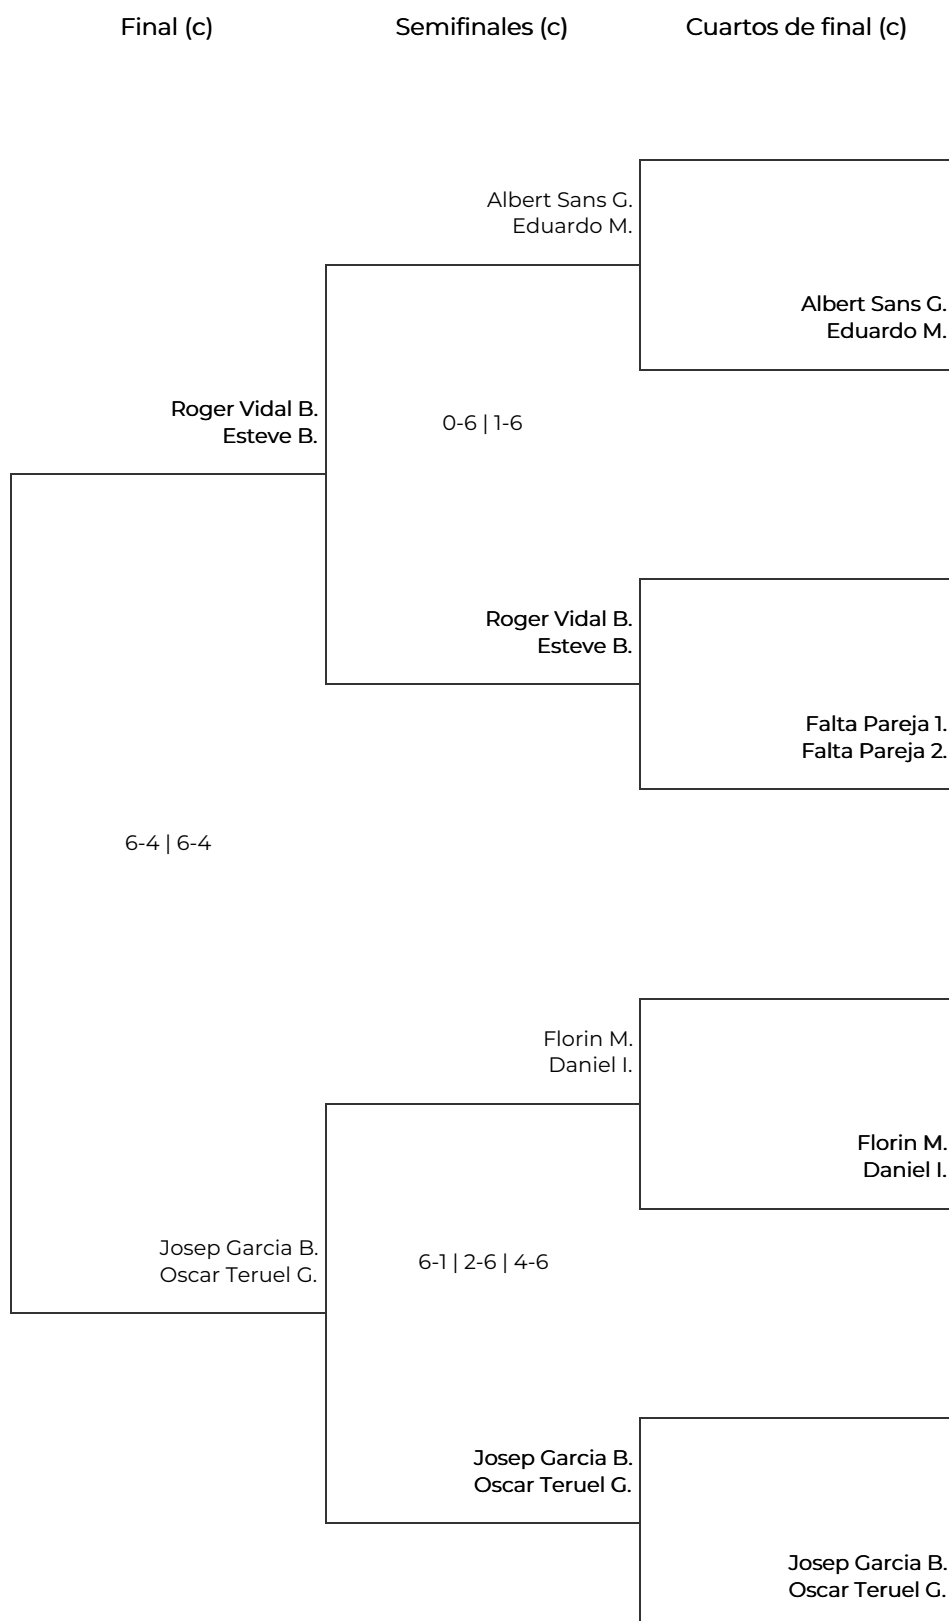 Final (c)
Semifinales (c)
Cuartos de final (c)
Albert Sans G.
Eduardo M.
Albert Sans G.
Eduardo M.
Roger Vidal B.
Esteve B.
0-6 | 1-6
Roger Vidal B.
Esteve B.
Falta Pareja 1.
Falta Pareja 2.
6-4 | 6-4
Florin M.
Daniel I.
Florin M.
Daniel I.
Josep Garcia B.
Oscar Teruel G.
6-1 | 2-6 | 4-6
Josep Garcia B.
Oscar Teruel G.
Josep Garcia B.
Oscar Teruel G.